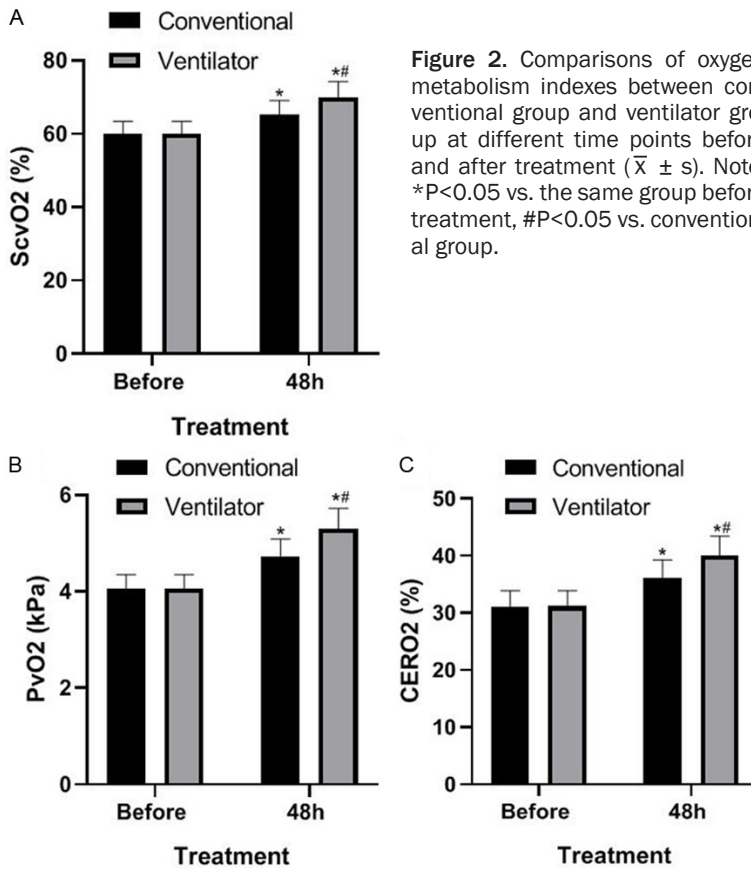 A
Conventional
Ventilator
80
60
40
20
0
ScvO2 (%)
*
*#
Before 48h
Treatment
Figure 2. Comparisons of oxyge
metabolism indexes between con
ventional group and ventilator gro
up at different time points befor
and after treatment (x̅ ± s). Note
*P<0.05 vs. the same group befor
treatment, #P<0.05 vs. convention
al group.
B
Conventional
Ventilator
6
4
2
0
PvO2 (kPa)
*
*#
Before 48h
Treatment
C
Conventional
Ventilator
50
40
30
20
10
0
CERO2 (%)
*
*#
Before 48h
Treatment